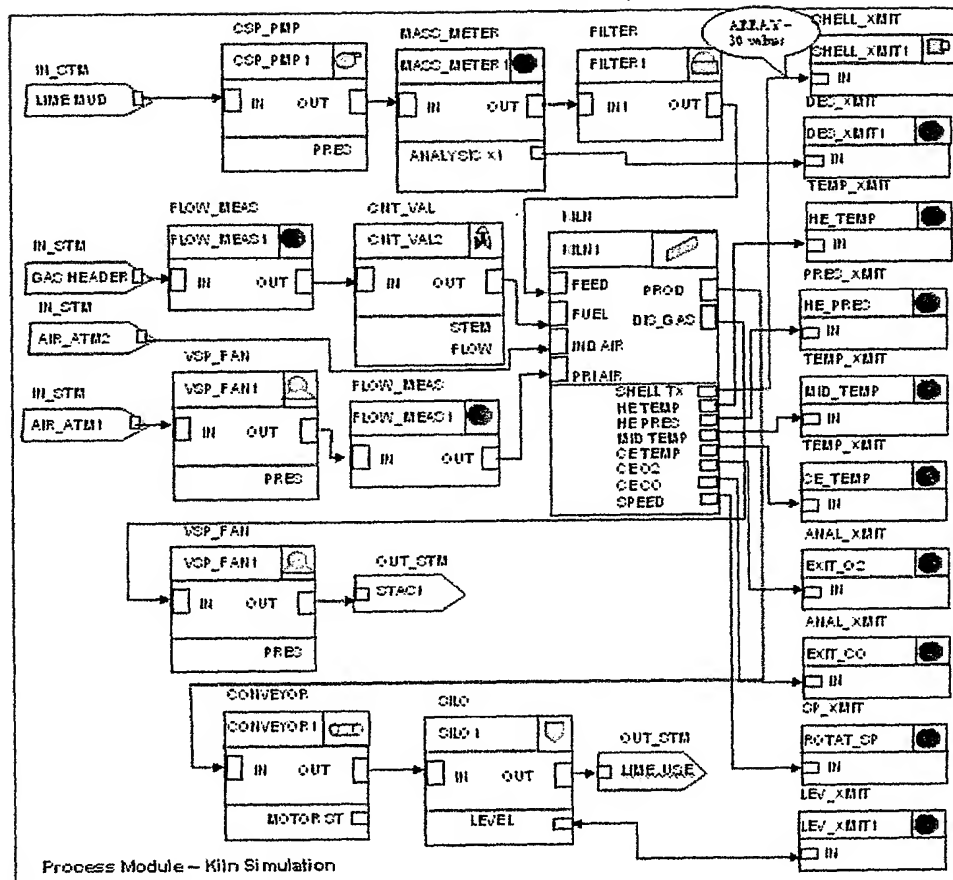 CSP_PMP
CSP_PMP1
IN OUT
PRES
MASS_METER
MASS_METER1
IN OUT
ANALYSIS X1
FILTER
FILTER1
IN1 OUT
ARRAY –
30 values
SHELL_XMIT
SHELL_XMIT1
IN
DES_XMIT
DES_XMIT1
IN
IN_STM
LIME MUD
FLOW_MEAS
FLOW_MEAS1
IN OUT
CNT_VAL
CNT_VAL2
IN OUT
STEM
FLOW
KILN
KILN1
FEED PROD
FUEL DIS_GAS
IND AIR
PRI AIR
SHELL TX
HE TEMP
HE PRES
MID TEMP
CE TEMP
CE O2
CE CO
SPEED
TEMP_XMIT
HE_TEMP
IN
PRES_XMIT
HE_PRES
IN
TEMP_XMIT
MID_TEMP
IN
TEMP_XMIT
CE_TEMP
IN
ANAL_XMIT
EXIT_O2
IN
ANAL_XMIT
EXIT_CO
IN
SP_XMIT
ROTAT_SP
IN
LEV_XMIT
LEV_XMIT1
IN
IN_STM
GAS HEADER
IN_STM
AIR_ATM2
IN_STM
AIR_ATM1
VSP_FAN
VSP_FAN1
IN OUT
PRES
FLOW_MEAS
FLOW_MEAS1
IN OUT
VSP_FAN
VSP_FAN1
IN OUT
PRES
OUT_STM
STAC1
CONVEYOR
CONVEYOR1
IN OUT
MOTOR ST
SILO
SILO1
IN OUT
LEVEL
OUT_STM
LIME_USE
Process Module – Kiln Simulation